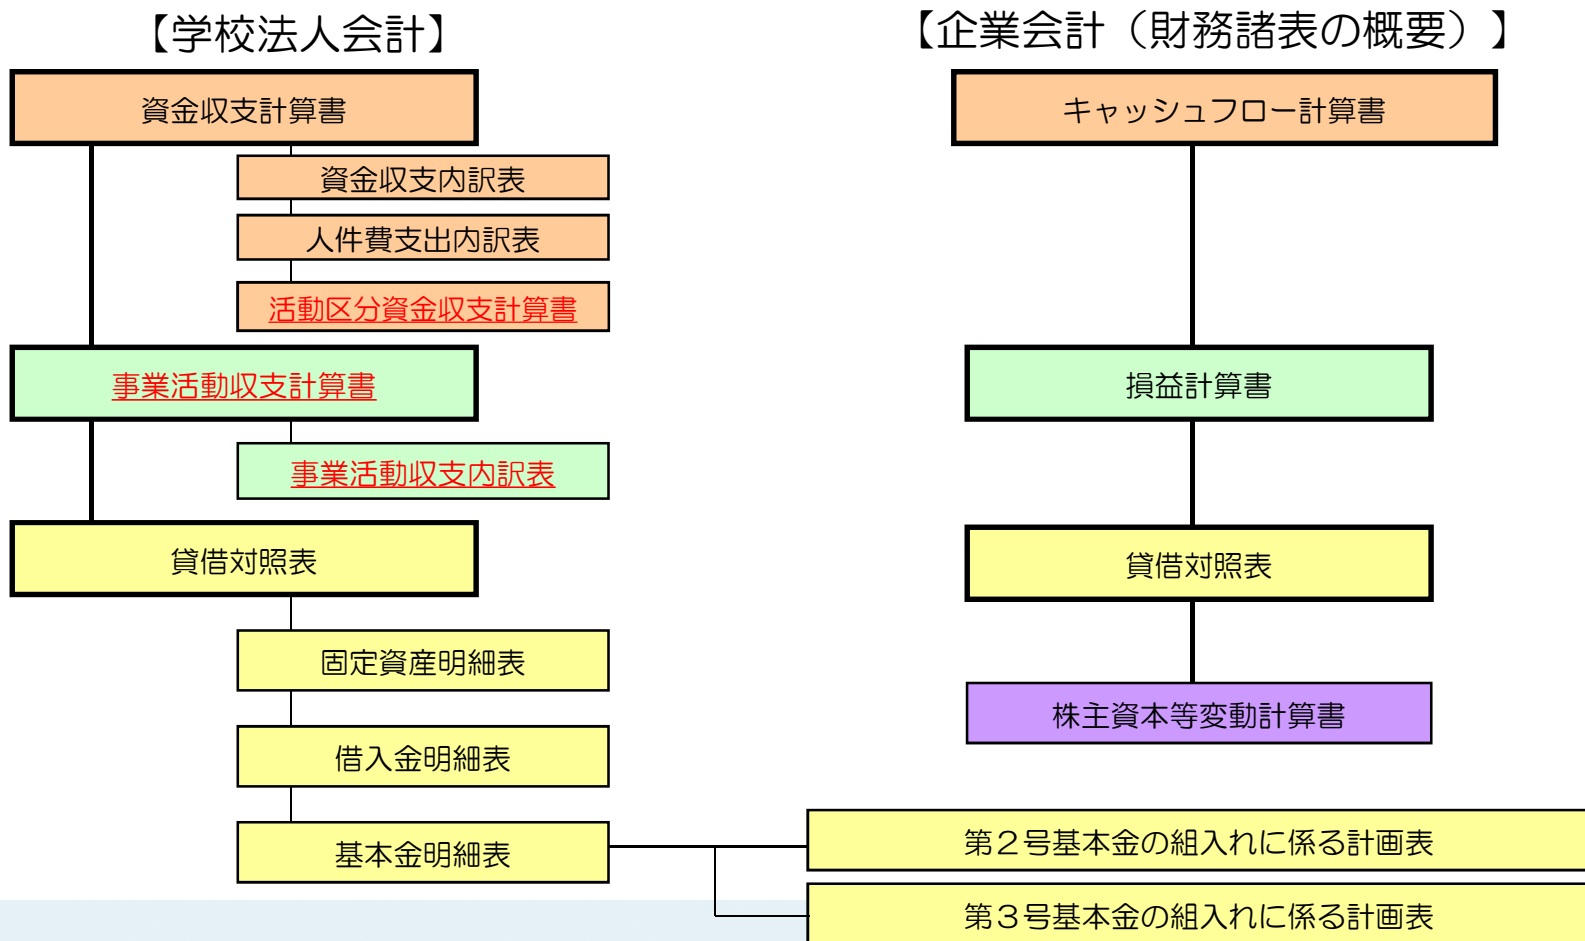 【学校法人会計】
資金収支計算書
資金収支内訳表
人件費支出内訳表
活動区分資金収支計算書
事業活動収支計算書
事業活動収支内訳表
貸借対照表
固定資産明細表
借入金明細表
基本金明細表
第２号基本金の組入れに係る計画表
第３号基本金の組入れに係る計画表
【企業会計（財務諸表の概要）】
キャッシュフロー計算書
損益計算書
貸借対照表
株主資本等変動計算書